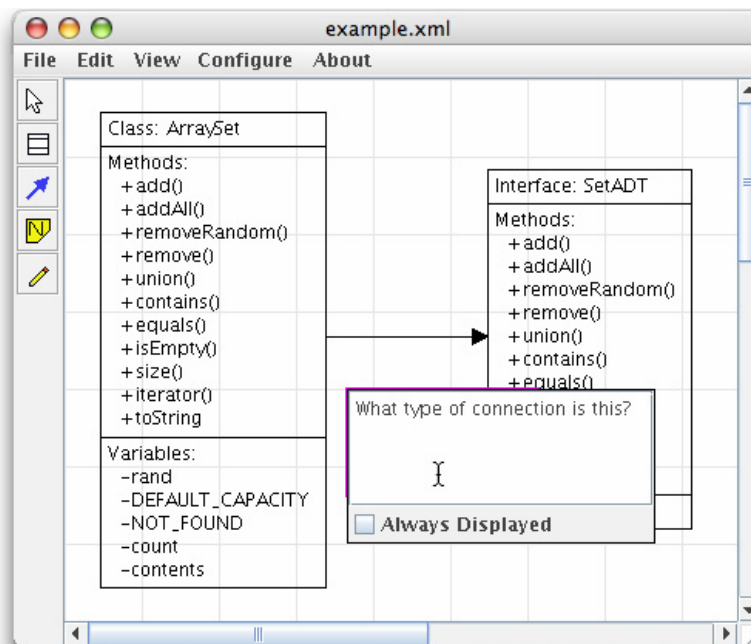 example.xml
File Edit View Configure About
Class: ArraySet
Methods:
+add()
+addAll()
+removeRandom()
+remove()
+union()
+contains()
+equals()
+isEmpty()
+size()
+iterator()
+toString
Variables:
-rand
-DEFAULT_CAPACITY
-NOT_FOUND
-count
-contents
Interface: SetADT
Methods:
+add()
+addAll()
+removeRandom()
+remove()
+union()
+contains()
+equals()
What type of connection is this?
Always Displayed
N